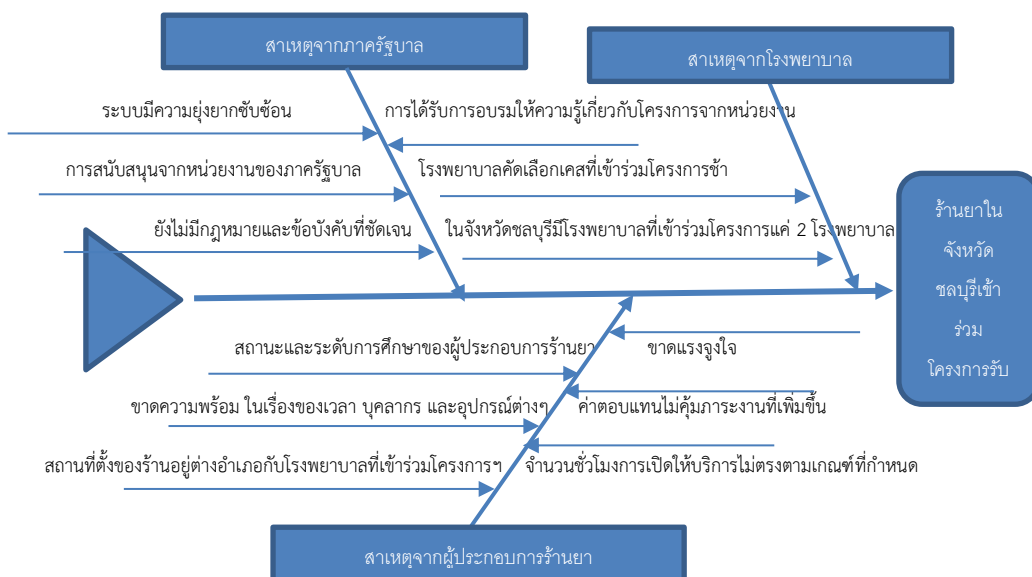 สาเหตุจากภาครัฐบาล
สาเหตุจากโรงพยาบาล
ระบบมีความยุ่งยากซับซ้อน
การได้รับการอบรมให้ความรู้เกี่ยวกับโครงการจากหน่วยงาน
การสนับสนุนจากหน่วยงานของภาครัฐบาล
โรงพยาบาลคัดเลือกเคสที่เข้าร่วมโครงการช้า
ยังไม่มีกฎหมายและข้อบังคับที่ชัดเจน
ในจังหวัดชลบุรีมีโรงพยาบาลที่เข้าร่วมโครงการแค่ 2 โรงพยาบาล
ร้านยาใน
จังหวัด
ชลบุรีเข้า
ร่วม
โครงการรับ
สถานะและระดับการศึกษาของผู้ประกอบการร้านยา
ขาดแรงจูงใจ
ขาดความพร้อม ในเรื่องของเวลา บุคลากร และอุปกรณ์ต่างๆ
ค่าตอบแทนไม่คุ้มภาระงานที่เพิ่มขึ้น
สถานที่ตั้งของร้านอยู่ต่างอำเภอกับโรงพยาบาลที่เข้าร่วมโครงการฯ
จำนวนชั่วโมงการเปิดให้บริการไม่ตรงตามเกณฑ์ที่กำหนด
สาเหตุจากผู้ประกอบการร้านยา